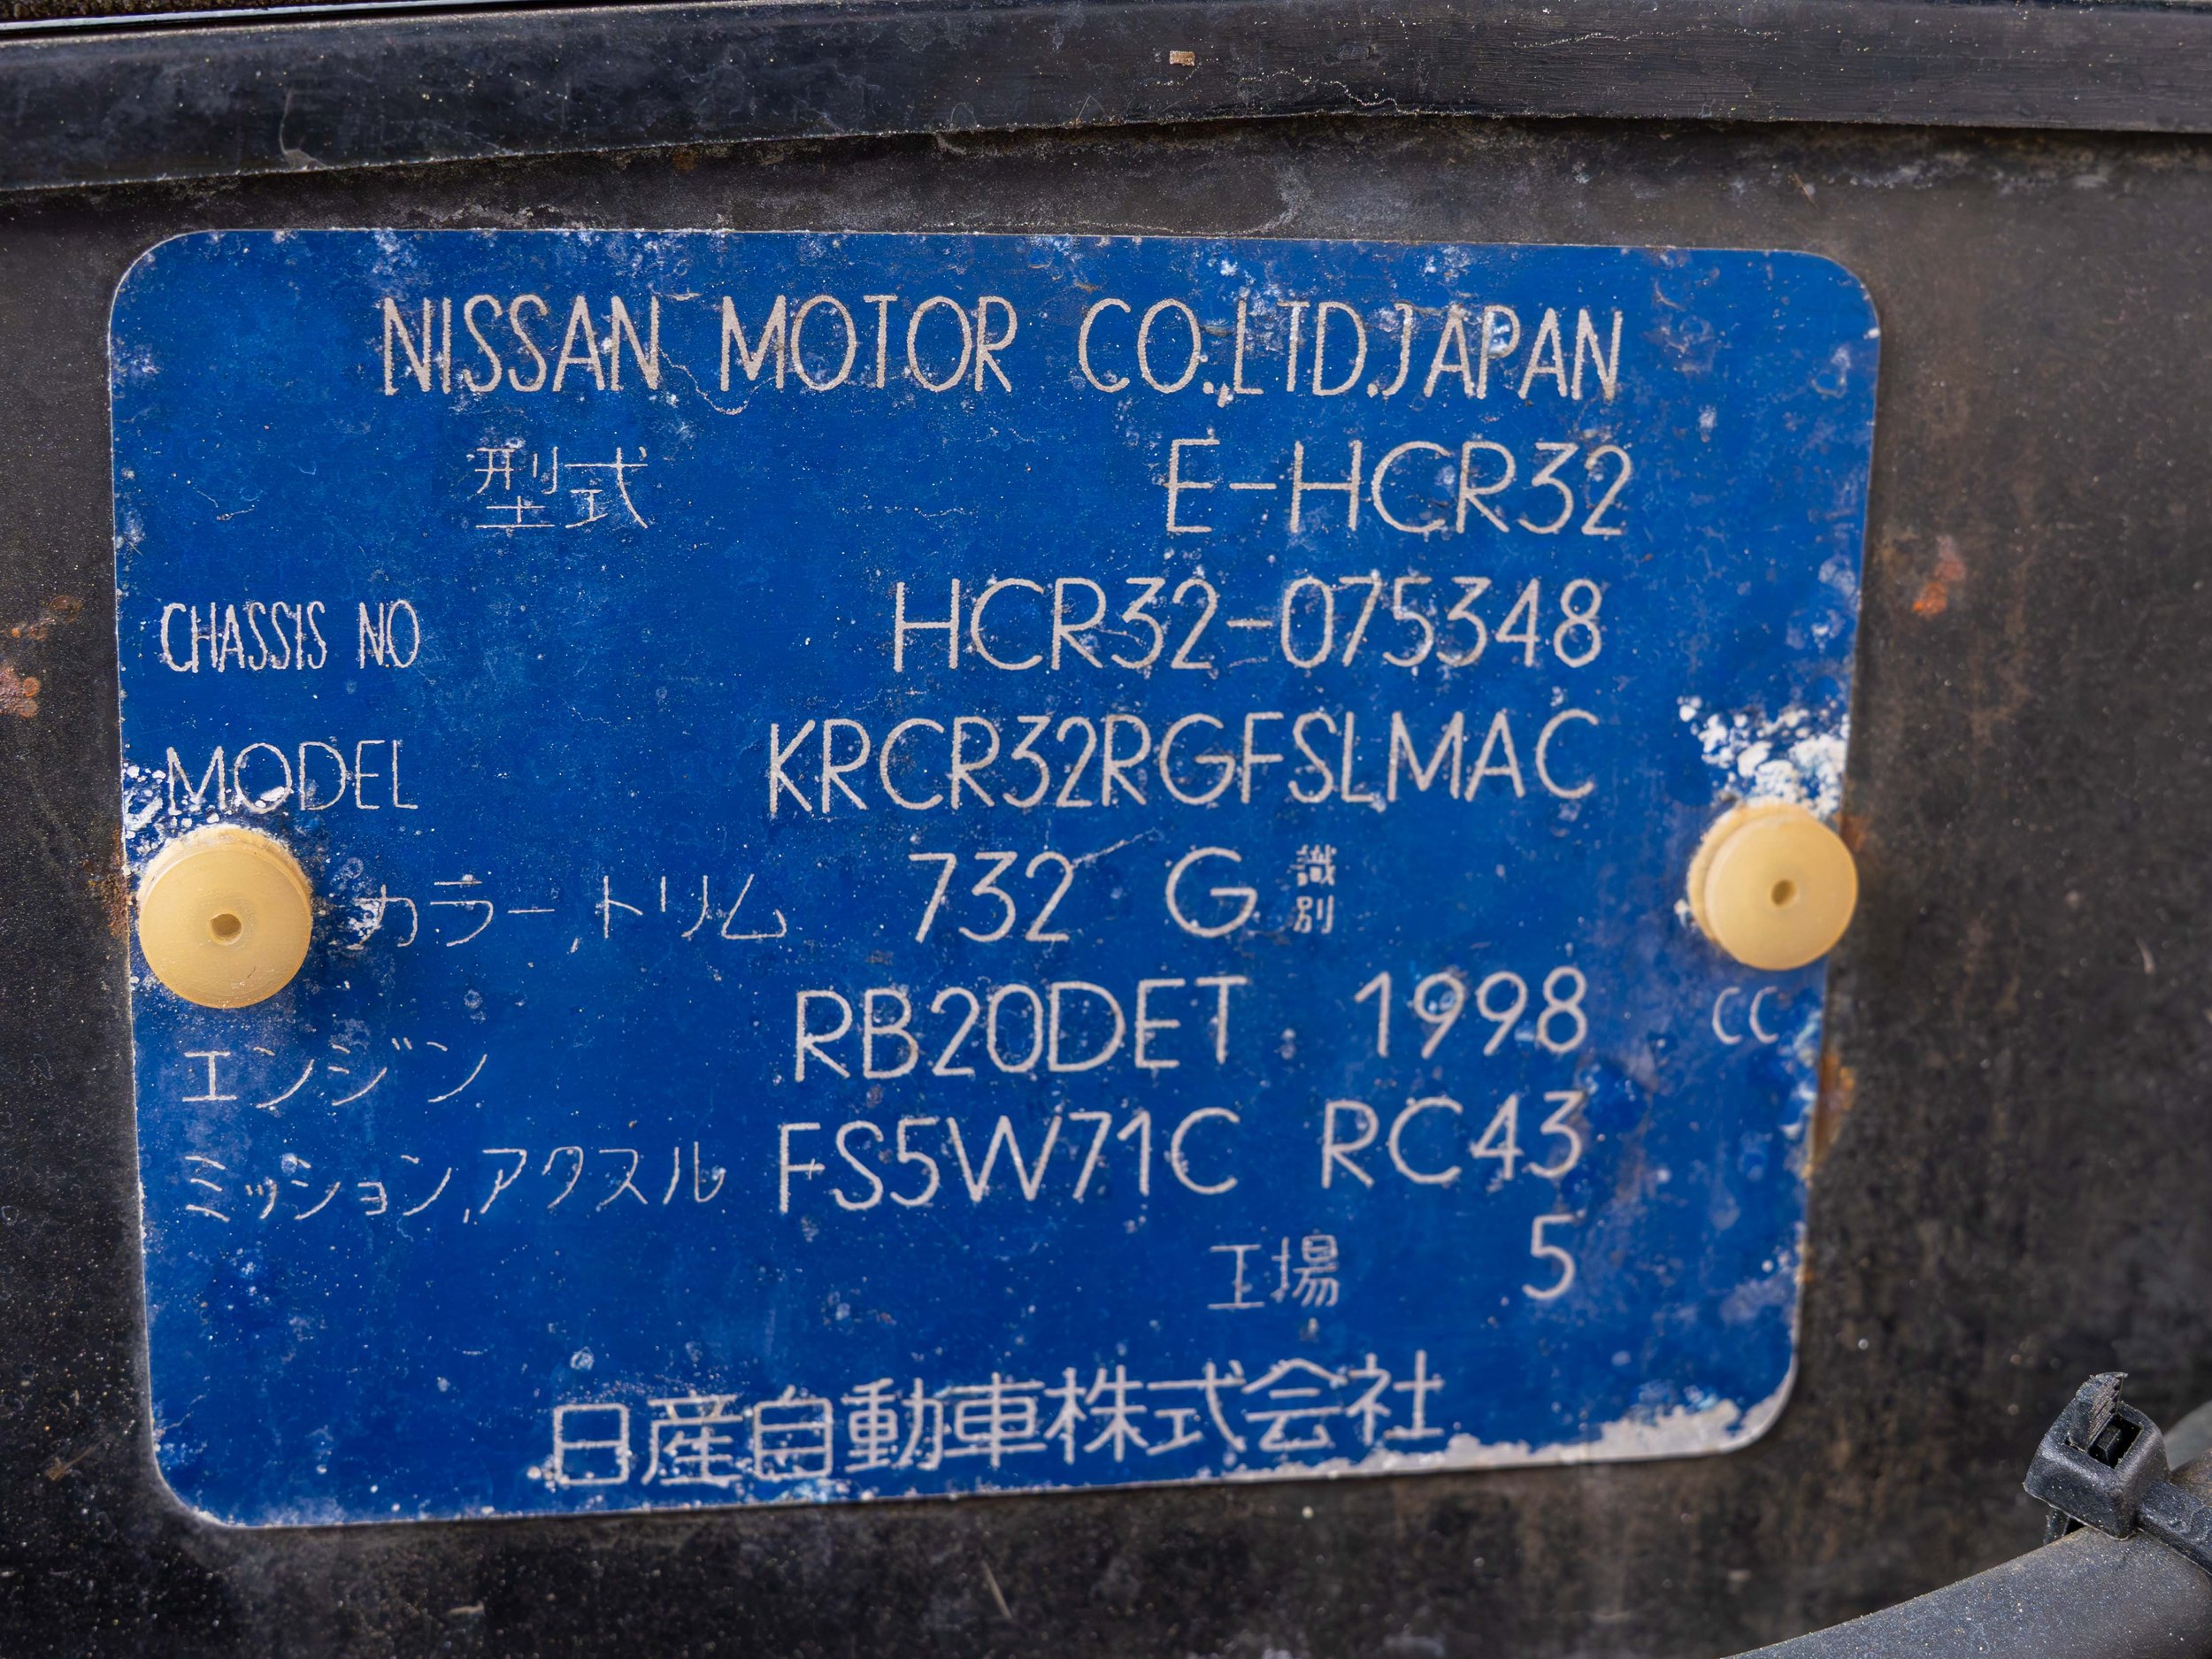 NISSAN MOTOR CO.,LTD.JAPAN
型式 E-HCR32
CHASSIS NO HCR32-075348
MODEL KRCR32RGFSLMAC
カラー,トリム 732 G 識別
エンジン RB20DET 1998 CC
ミッション,アクスル FS5W71C RC43
工場 5
日産自動車株式会社